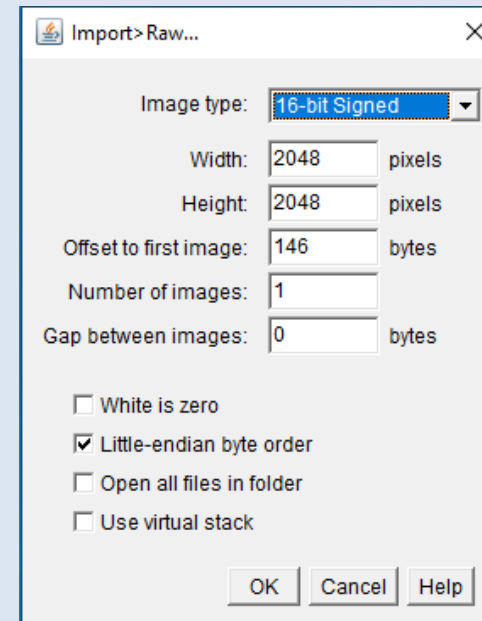 Import>Raw...
Image type: 16-bit Signed
Width: 2048 pixels
Height: 2048 pixels
Offset to first image: 146 bytes
Number of images: 1
Gap between images: 0 bytes
White is zero
Little-endian byte order
Open all files in folder
Use virtual stack
OK Cancel Help